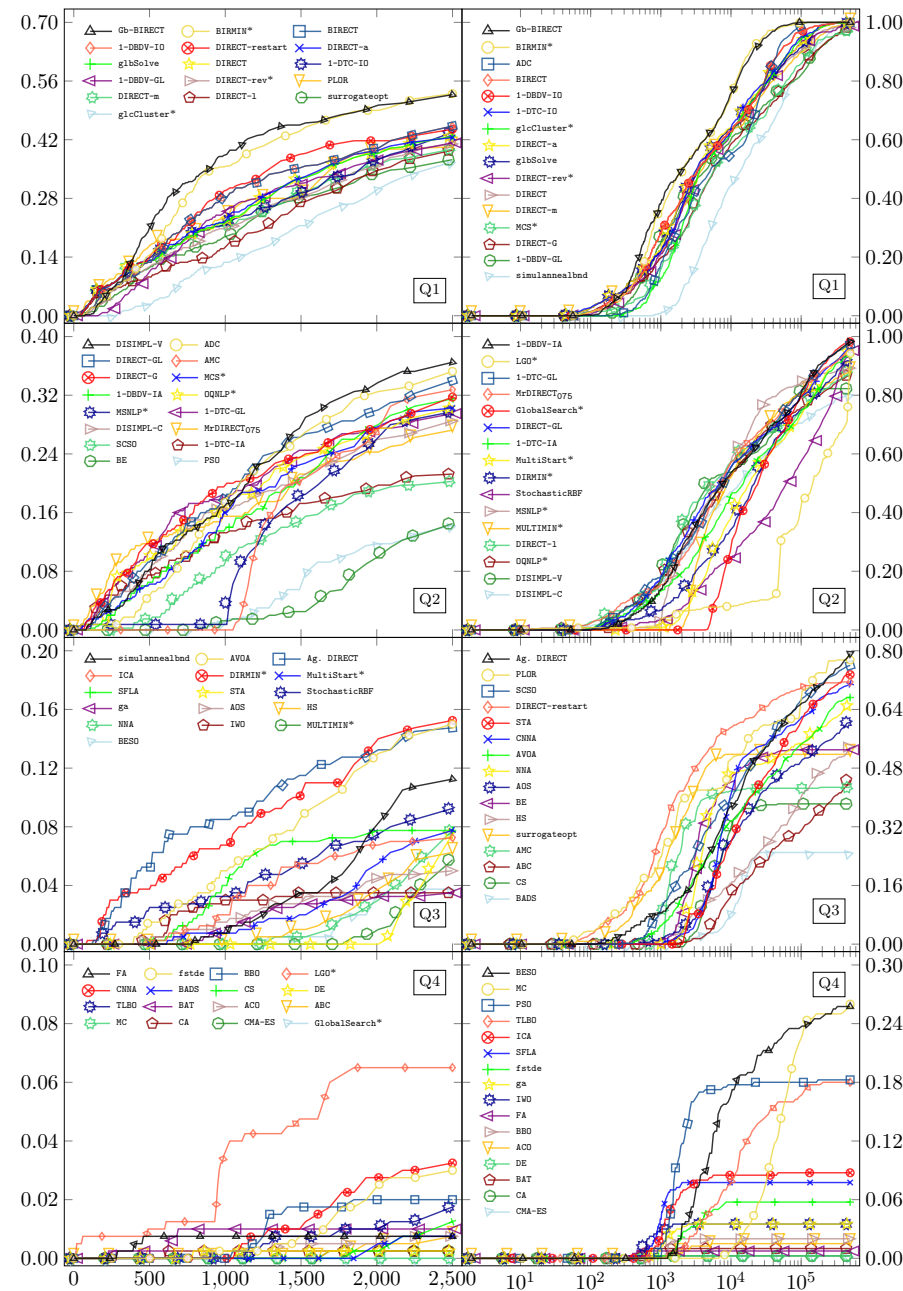 0.70
0.56
0.42
0.28
0.14
0.00
Gb-BIRECT BIRMIN* BIRECT
1-DBDV-IO DIRECT-restart DIRECT-a
glbSolve DIRECT 1-DTC-IO
1-DBDV-GL DIRECT-rev* PLOR
DIRECT-m DIRECT-l surrogateopt
glcCluster*
Q1
Gb-BIRECT
BIRMIN*
ADC
BIRECT
1-DBDV-IO
1-DTC-IO
glcCluster*
DIRECT-a
glbSolve
DIRECT-rev*
DIRECT
DIRECT-m
MCS*
DIRECT-G
1-DBDV-GL
simulannealbnd
Q1
1.00
0.80
0.60
0.40
0.20
0.00
0.40
0.32
0.24
0.16
0.08
0.00
DISIMPL-V ADC
DIRECT-GL AMC
DIRECT-G MCS*
1-DBDV-IA OQNLP*
MSNLP* 1-DTC-GL
DISIMPL-C MrDIRECT075
SCSO 1-DTC-IA
BE PSO
Q2
1-DBDV-IA
LGO*
1-DTC-GL
MrDIRECT075
GlobalSearch*
DIRECT-GL
1-DTC-IA
MultiStart*
DIRMIN*
StochasticRBF
MSNLP*
MULTIMIN*
DIRECT-l
OQNLP*
DISIMPL-V
DISIMPL-C
Q2
1.00
0.80
0.60
0.40
0.20
0.00
0.20
0.16
0.12
0.08
0.04
0.00
simulannealbnd AVOA Ag. DIRECT
ICA DIRMIN* MultiStart*
SFLA STA StochasticRBF
ga AOS HS
NNA IWO MULTIMIN*
BESO
Q3
Ag. DIRECT
PLOR
SCSO
DIRECT-restart
STA
CNNA
AVOA
NNA
AOS
BE
HS
surrogateopt
AMC
ABC
CS
BADS
Q3
0.80
0.64
0.48
0.32
0.16
0.00
0.10
0.08
0.06
0.04
0.02
0.00
FA fstde BBO LGO*
CNNA BADS CS DE
TLBO BAT ACO ABC
MC CA CMA-ES GlobalSearch*
Q4
BESO
MC
PSO
TLBO
ICA
SFLA
fstde
ga
IWO
FA
BBO
ACO
DE
BAT
CA
CMA-ES
Q4
0.30
0.24
0.18
0.12
0.06
0.00
0 500 1,000 1,500 2,000 2,500
10^1 10^2 10^3 10^4 10^5